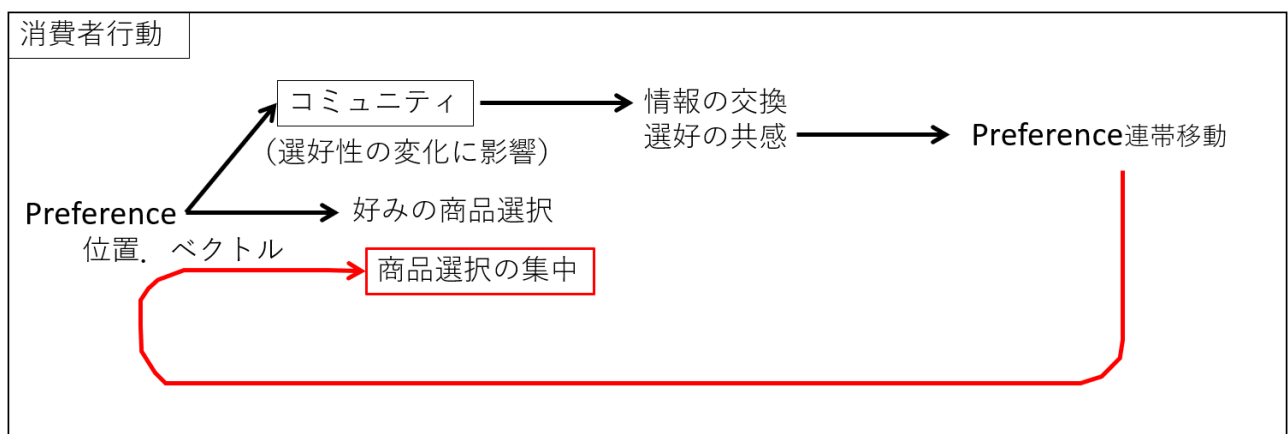 消費者行動
コミュニティ
(選好性の変化に影響)
情報の交換
選好の共感
Preference連帯移動
Preference
位置．ベクトル
好みの商品選択
商品選択の集中